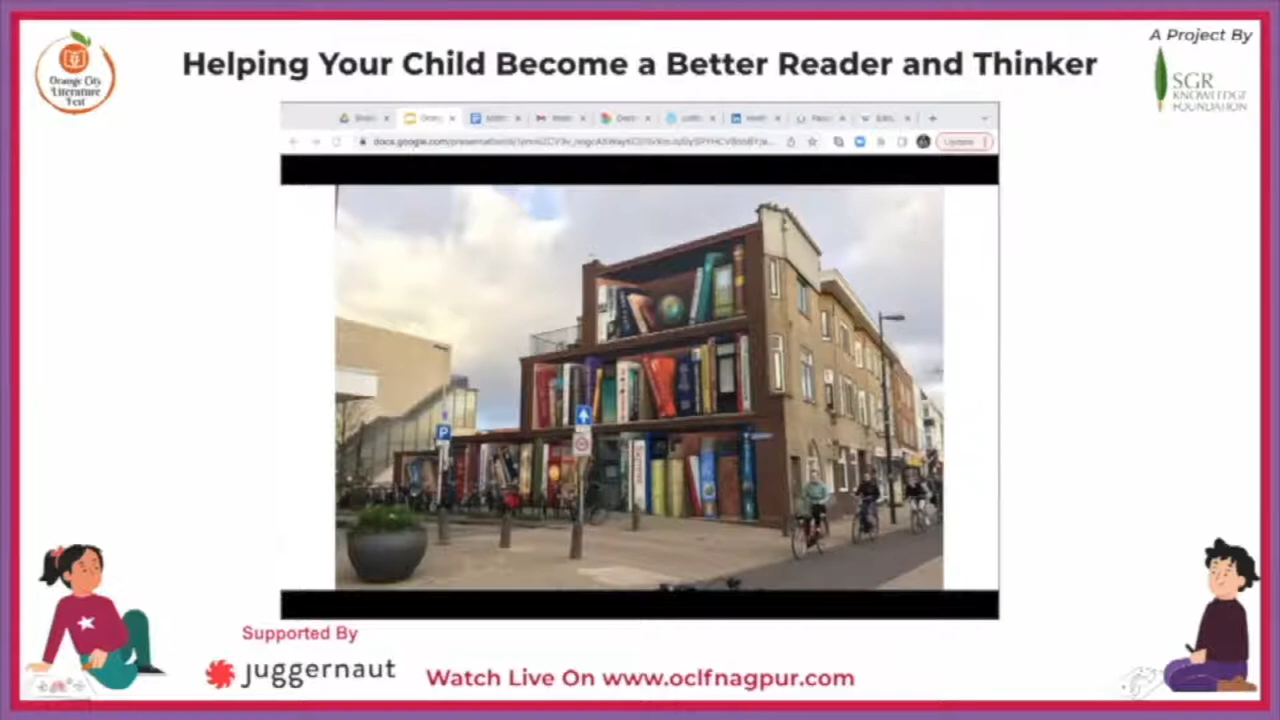 A Project By
Helping Your Child Become a Better Reader and Thinker
Orange City
Literature
Fest
SGR
KNOWLEDGE
FOUNDATION
Update
P
Supported By
juggernaut
Watch Live On www.oclfnagpur.com